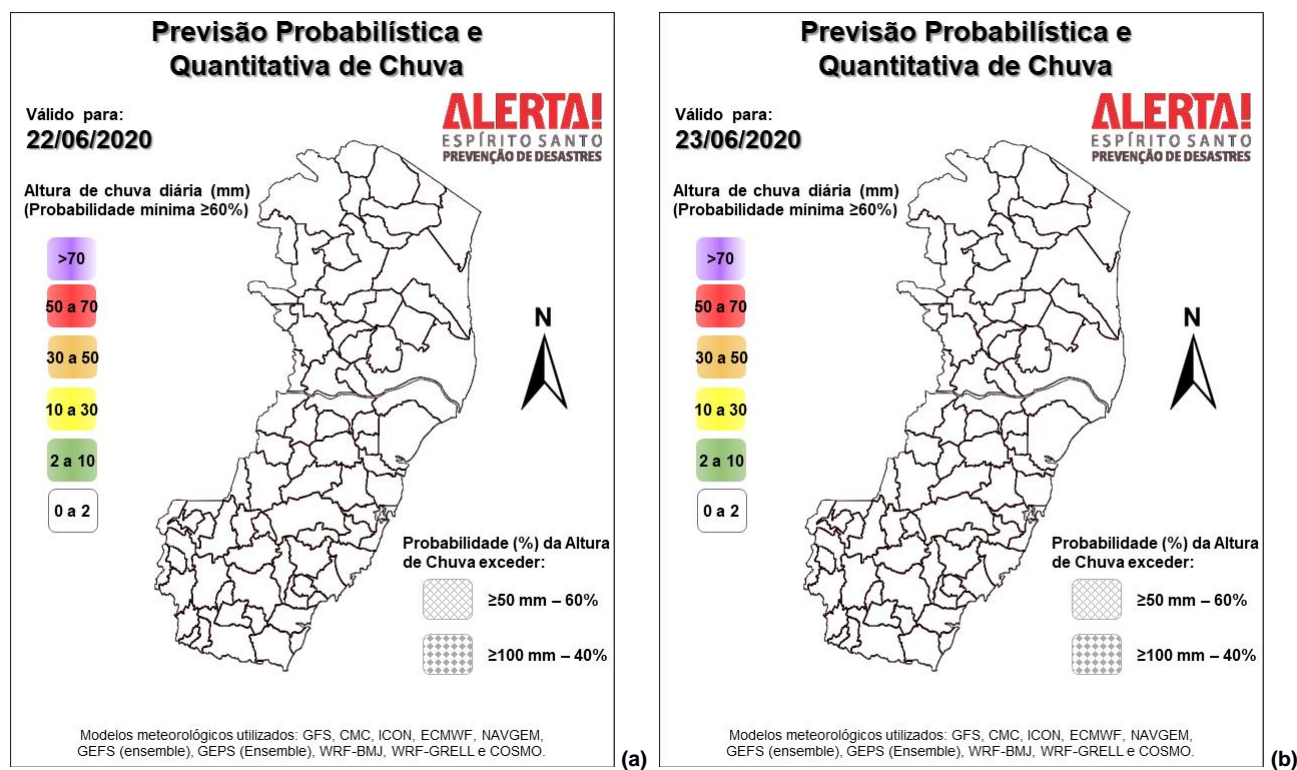 Previsão Probabilística e
Quantitativa de Chuva
Válido para:
22/06/2020
ALERTA!
ESPÍRITO SANTO
PREVENÇÃO DE DESASTRES
Altura de chuva diária (mm)
(Probabilidade mínima ≥60%)
>70
50 a 70
30 a 50
10 a 30
2 a 10
0 a 2
N
Probabilidade (%) da Altura
de Chuva exceder:
≥50 mm – 60%
≥100 mm – 40%
Modelos meteorológicos utilizados: GFS, CMC, ICON, ECMWF, NAVGEM,
GEFS (ensemble), GEPS (Ensemble), WRF-BMJ, WRF-GRELL e COSMO.
(a)
Previsão Probabilística e
Quantitativa de Chuva
Válido para:
23/06/2020
ALERTA!
ESPÍRITO SANTO
PREVENÇÃO DE DESASTRES
Altura de chuva diária (mm)
(Probabilidade mínima ≥60%)
>70
50 a 70
30 a 50
10 a 30
2 a 10
0 a 2
N
Probabilidade (%) da Altura
de Chuva exceder:
≥50 mm – 60%
≥100 mm – 40%
Modelos meteorológicos utilizados: GFS, CMC, ICON, ECMWF, NAVGEM,
GEFS (ensemble), GEPS (Ensemble), WRF-BMJ, WRF-GRELL e COSMO.
(b)